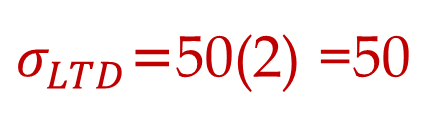 σ_LTD = 50(2) = 50